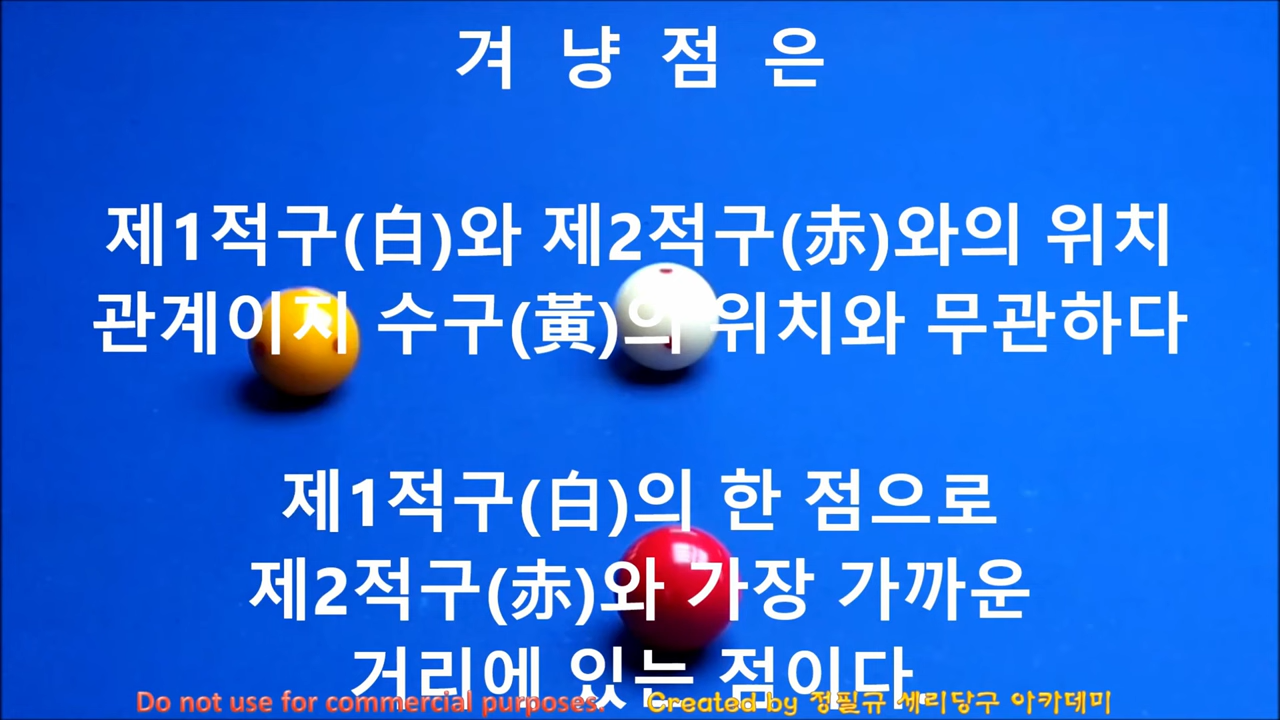 겨 냥 점 은
제1적구(白)와 제2적구(赤)와의 위치
관계이지 수구(黃)의 위치와 무관하다
제1적구(白)의 한 점으로
제2적구(赤)와 가장 가까운
거리에 있는 점이다.
Do not use for commercial purposes. Created by 정필규 세리당구 아카데미